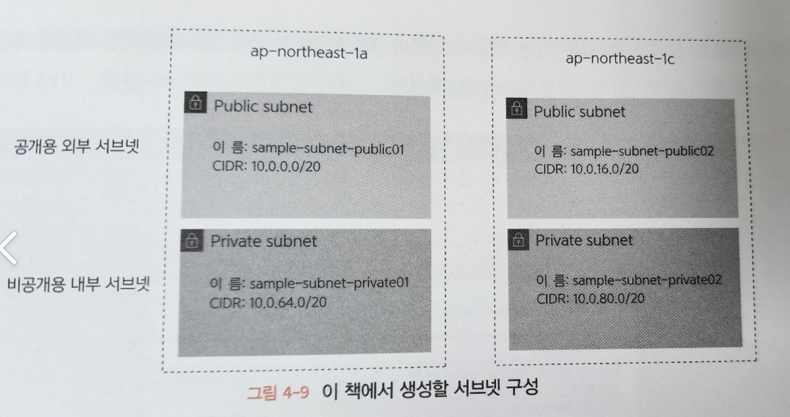 ap-northeast-1a
ap-northeast-1c
공개용 외부 서브넷
Public subnet
이 름: sample-subnet-public01
CIDR: 10.0.0.0/20
Public subnet
이 름: sample-subnet-public02
CIDR: 10.0.16.0/20
비공개용 내부 서브넷
Private subnet
이 름: sample-subnet-private01
CIDR: 10.0.64.0/20
Private subnet
이 름: sample-subnet-private02
CIDR: 10.0.80.0/20
그림 4-9 이 책에서 생성할 서브넷 구성